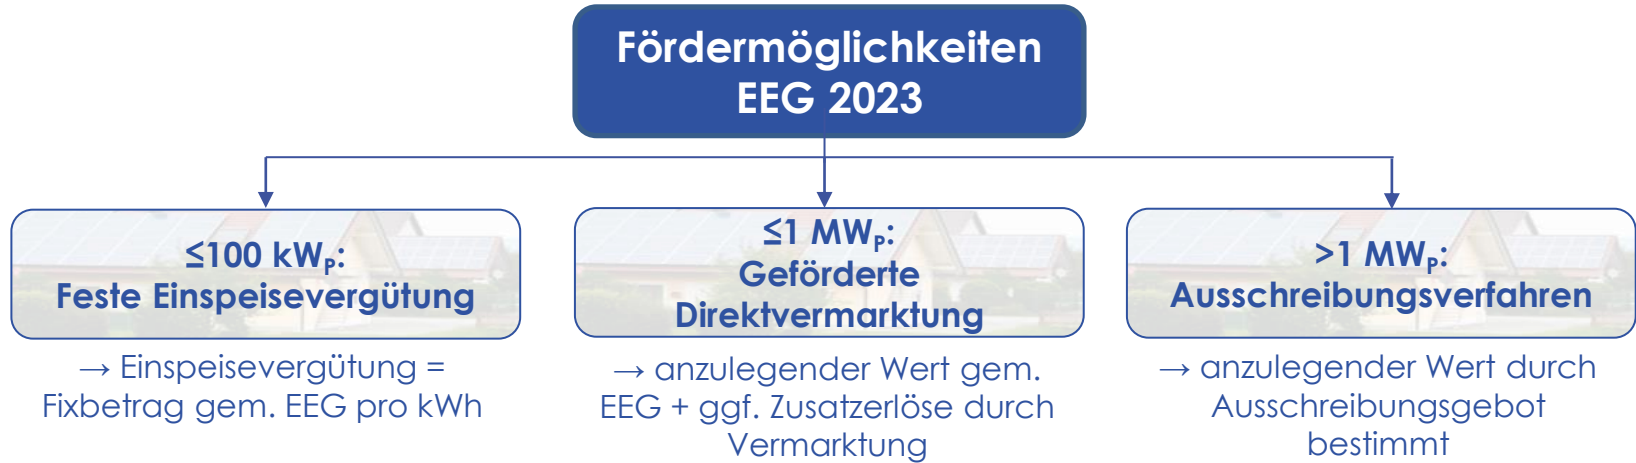 Fördermöglichkeiten
EEG 2023
≤100 kWₚ:
Feste Einspeisevergütung
→ Einspeisevergütung =
Fixbetrag gem. EEG pro kWh
≤1 MWₚ:
Geförderte
Direktvermarktung
→ anzulegender Wert gem.
EEG + ggf. Zusatzerlöse durch
Vermarktung
>1 MWₚ:
Ausschreibungsverfahren
→ anzulegender Wert durch
Ausschreibungsgebot
bestimmt